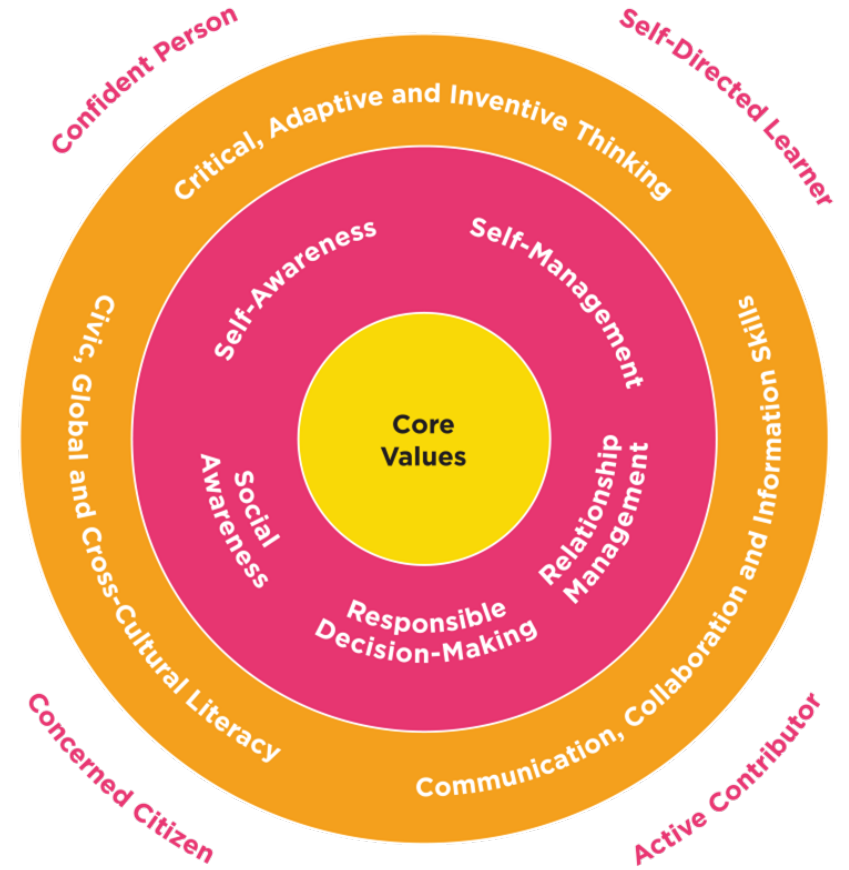 Confident Person
Self-Directed Learner
Critical, Adaptive and Inventive Thinking
Self-Awareness
Self-Management
Civic, Global and Cross-Cultural Literacy
Communication, Collaboration and Information Skills
Core
Values
Social
Awareness
Relationship
Management
Responsible
Decision-Making
Concerned Citizen
Active Contributor